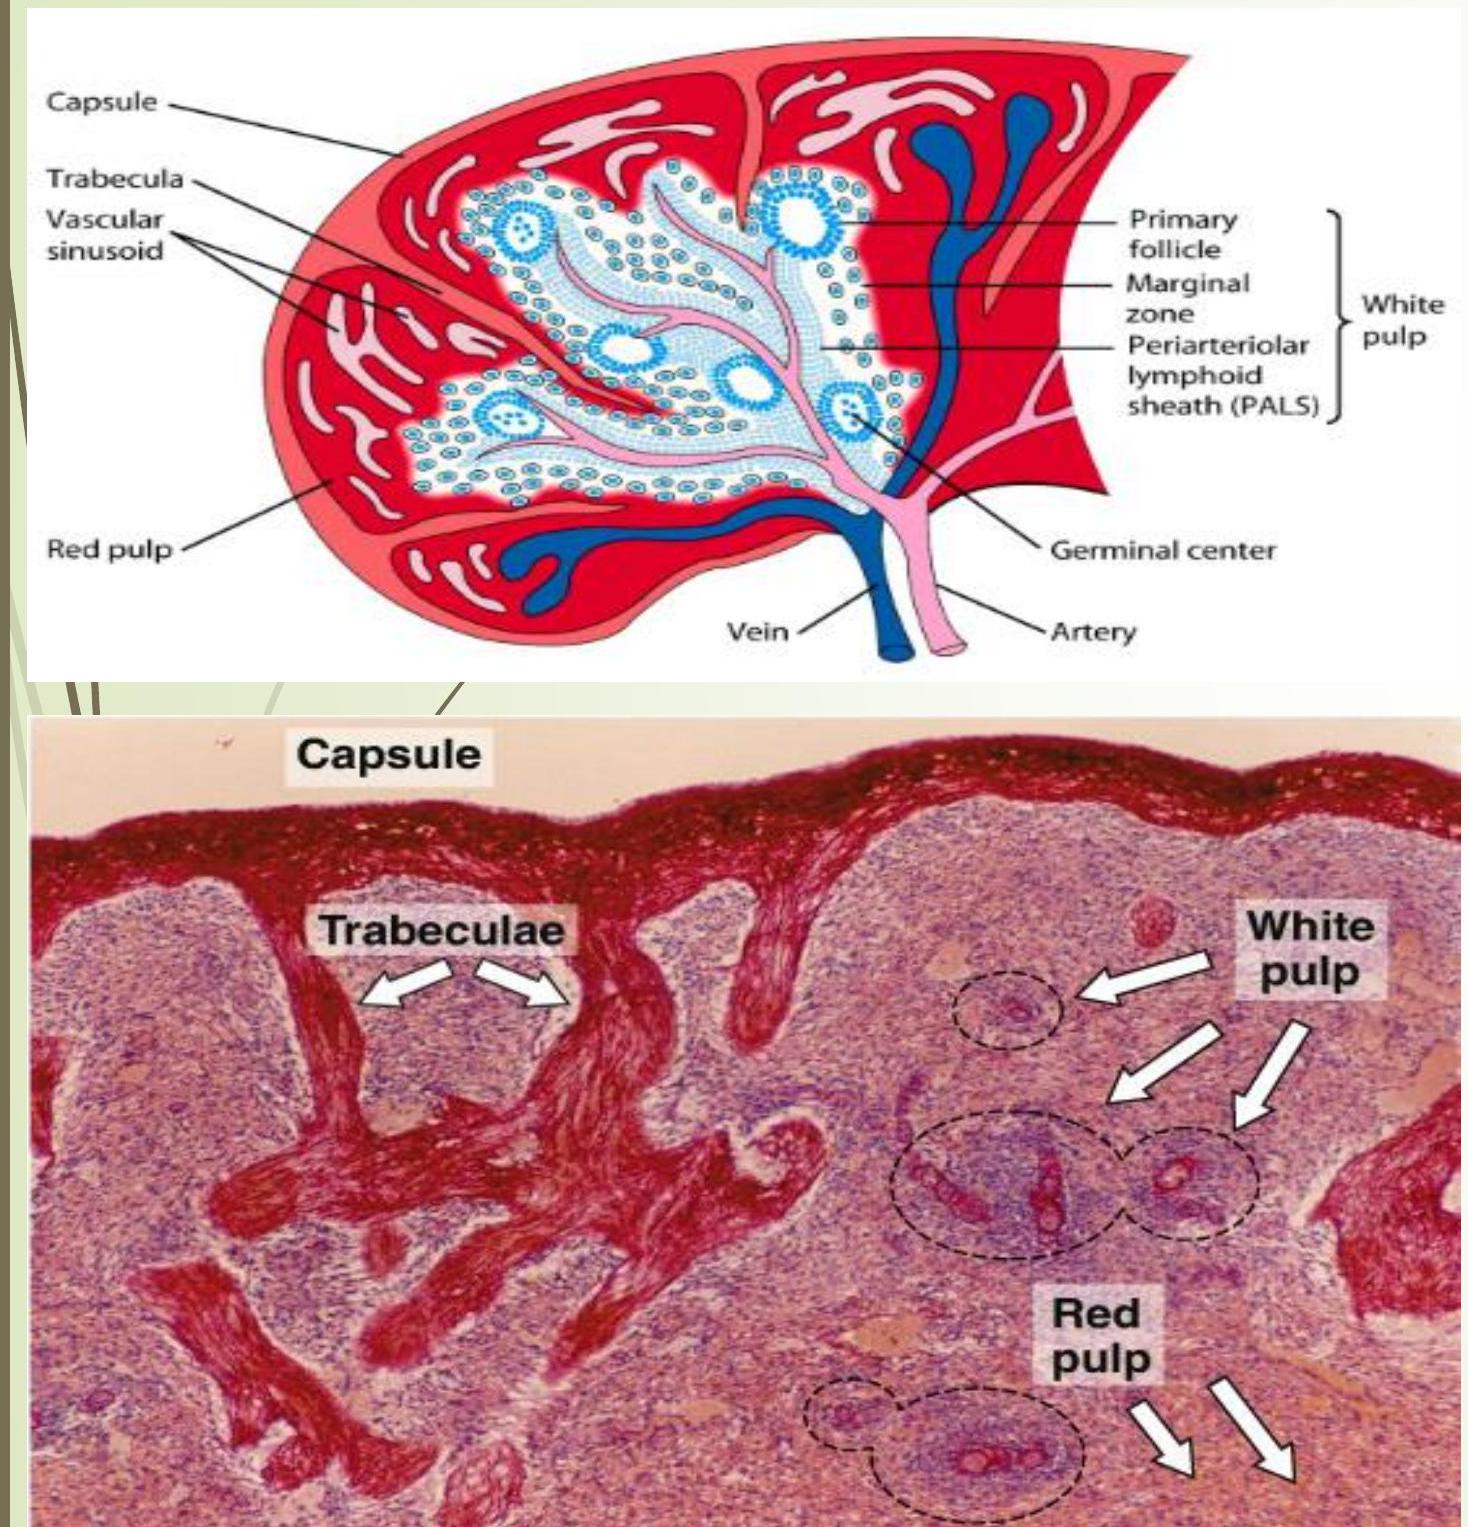 Capsule
Trabecula
Vascular
sinusoid
Red pulp
Primary
follicle
Marginal
zone
Periarteriolar
lymphoid
sheath (PALS)
White
pulp
Germinal center
Vein
Artery
Capsule
Trabeculae
White
pulp
Red
pulp